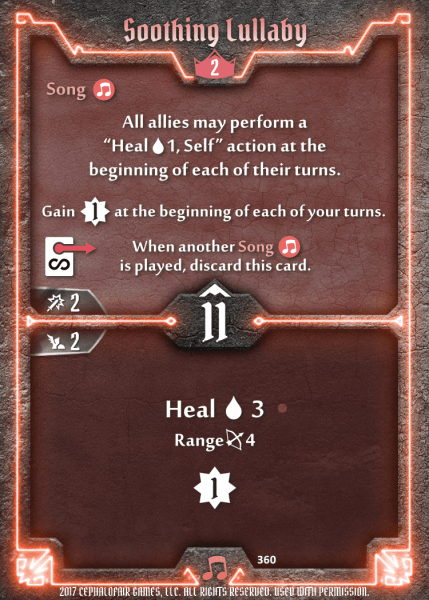 Soothing Lullaby
2
Song
All allies may perform a
“Heal 1, Self” action at the
beginning of each of their turns.
Gain 1 at the beginning of each of your turns.
S
When another Song
is played, discard this card.
2
11
2
Heal 3
Range 4
1
360
2017 CEPHALOFAIR GAMES, LLC. ALL RIGHTS RESERVED. USED WITH PERMISSION.